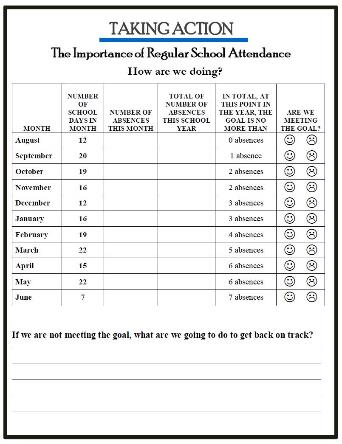 TAKING ACTION
The Importance of Regular School Attendance
How are we doing?
MONTH | NUMBER OF SCHOOL DAYS IN MONTH | NUMBER OF ABSENCES THIS MONTH | TOTAL OF NUMBER OF ABSENCES THIS SCHOOL YEAR | IN TOTAL, AT THIS POINT IN THE YEAR, THE GOAL IS NO MORE THAN | ARE WE MEETING THE GOAL?
August 12 0 absences
September 20 1 absence
October 19 2 absences
November 16 2 absences
December 12 3 absences
January 16 3 absences
February 19 4 absences
March 22 5 absences
April 15 6 absences
May 22 6 absences
June 7 7 absences
If we are not meeting the goal, what are we going to do to get back on track?